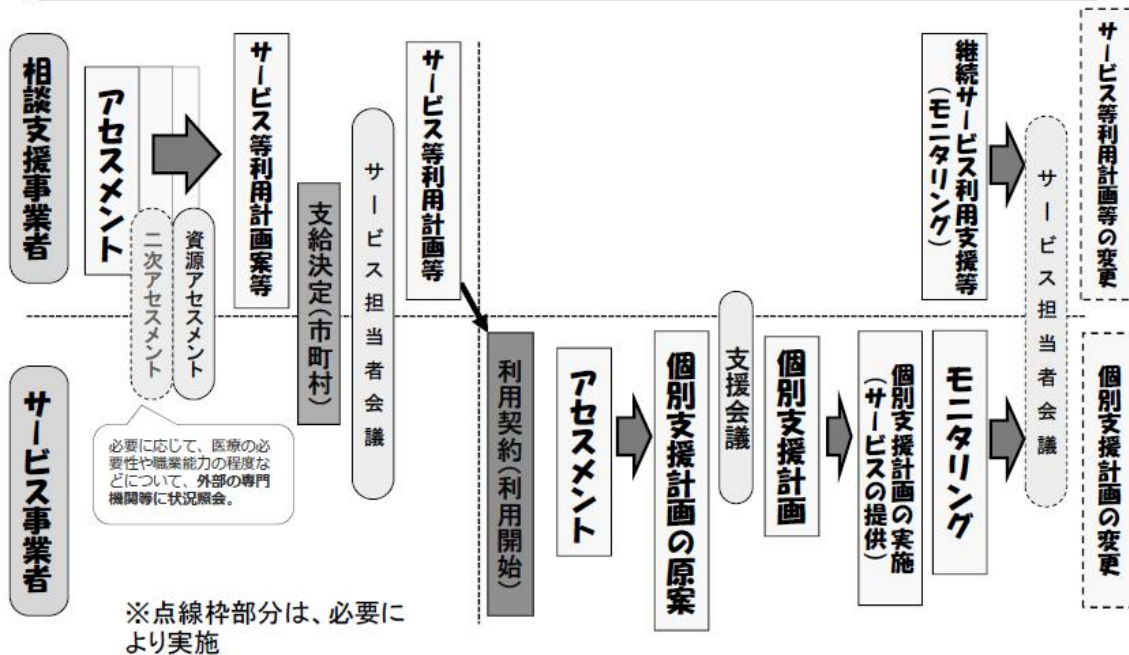 相談支援事業者
アセスメント
二次アセスメント
資源アセスメント
サービス等利用計画案等
支給決定(市町村)
サービス担当者会議
サービス等利用計画等
継続サービス利用支援等
(モニタリング)
サービス担当者会議
サービス等利用計画等の変更
サービス事業者
必要に応じて、医療の必
要性や職業能力の程度な
どについて、外部の専門
機関等に状況照会。
利用契約(利用開始)
アセスメント
個別支援計画の原案
支援会議
個別支援計画
個別支援計画の実施
(サービスの提供)
モニタリング
個別支援計画の変更
※点線枠部分は、必要に
より実施